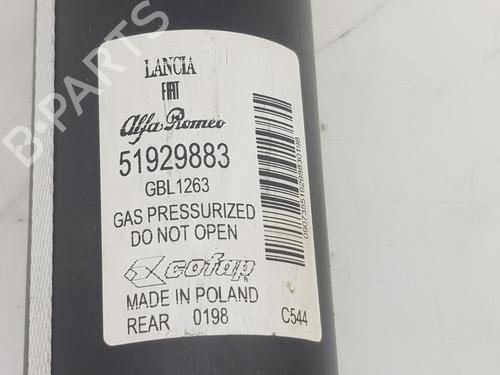 LANCIA
FIAT
Alfa Romeo
51929883
GBL1263
GAS PRESSURIZED
DO NOT OPEN
cofap
MADE IN POLAND
REAR 0198 C544
B-PARTS